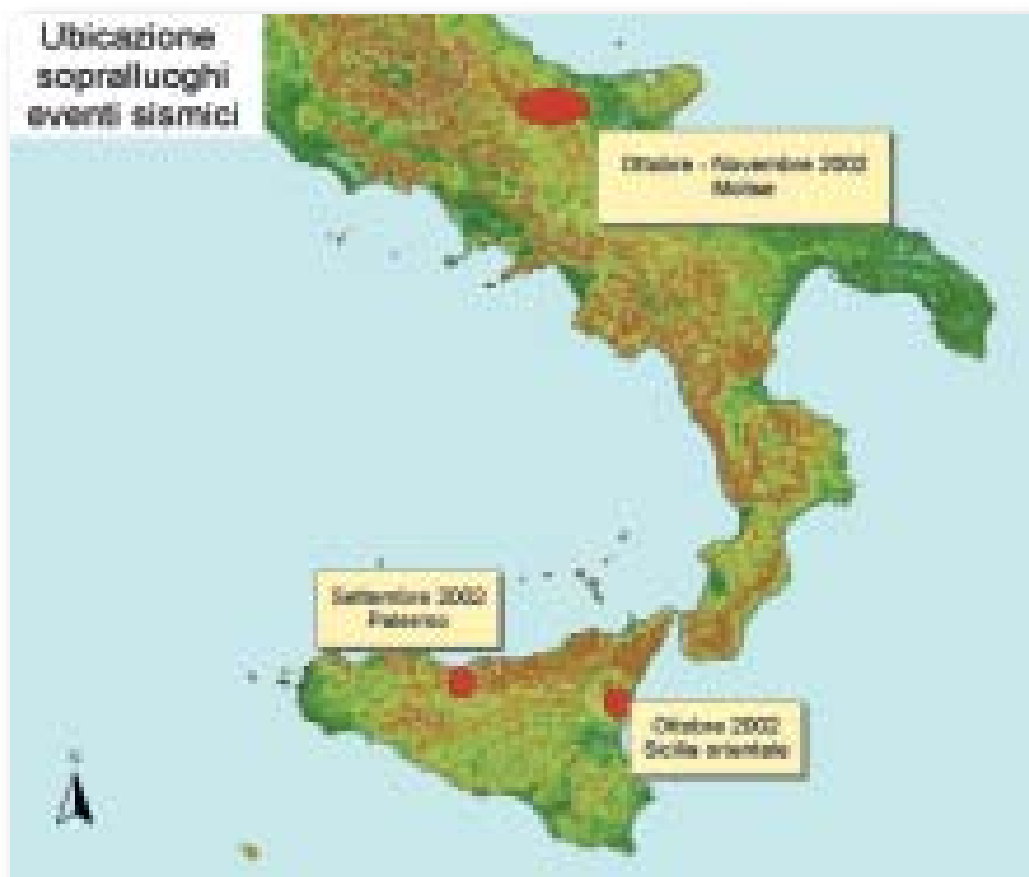 Ubicazione
sopralluoghi
eventi sismici
Ottobre - Novembre 2002
Molise
Settembre 2002
Palermo
Ottobre 2002
Sicilia orientale